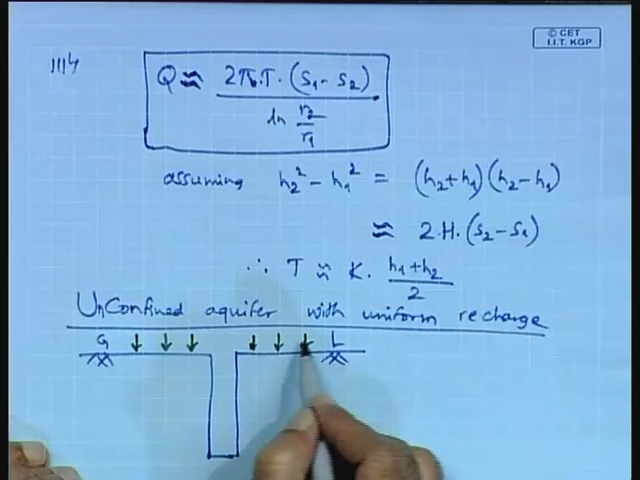 © CET
I.I.T. KGP
|||ly
Q ≈ 2π.T.(S1 - S2) / ln r2/r1
assuming h2² - h1² = (h2+h1)(h2-h1)
≈ 2.H.(S2-S1)
∴ T ≈ K. h1+h2 / 2
UnConfined aquifer with uniform recharge
G ↓ ↓ ↓ ↓ ↓ ↓ L